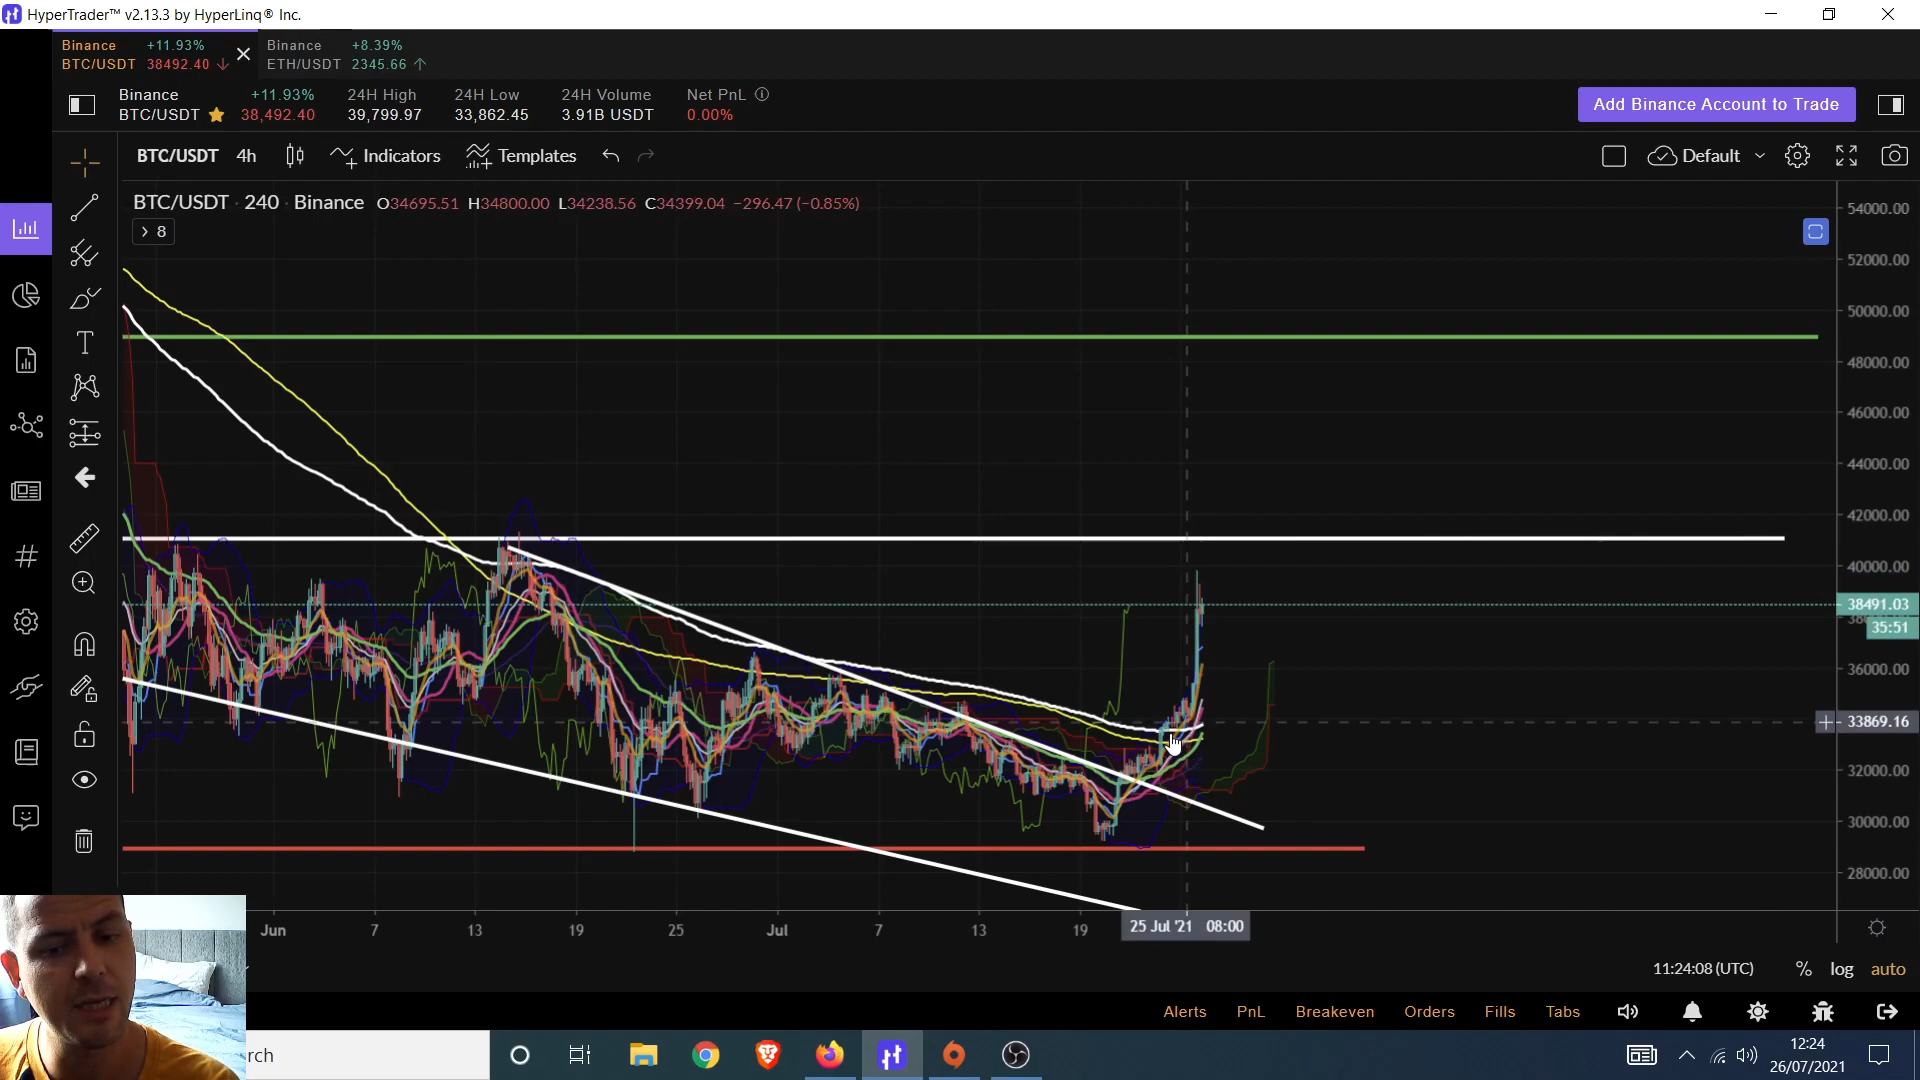 HyperTrader™ v2.13.3 by HyperLinq® Inc.
Binance +11.93%
BTC/USDT 38492.40
Binance +8.39%
ETH/USDT 2345.66
Binance +11.93% 24H High 24H Low 24H Volume Net PnL
BTC/USDT 38,492.40 39,799.97 33,862.45 3.91B USDT 0.00%
Add Binance Account to Trade
BTC/USDT 4h Indicators Templates Default
BTC/USDT · 240 · Binance O34695.51 H34800.00 L34238.56 C34399.04 −296.47 (−0.85%)
8
54000.00
52000.00
50000.00
48000.00
46000.00
44000.00
42000.00
40000.00
38491.03
35:51
36000.00
33869.16
32000.00
30000.00
28000.00
Jun 7 13 19 25 Jul 7 13 19 25 Jul '21 08:00
11:24:08 (UTC) % log auto
Alerts PnL Breakeven Orders Fills Tabs
rch
12:24
26/07/2021